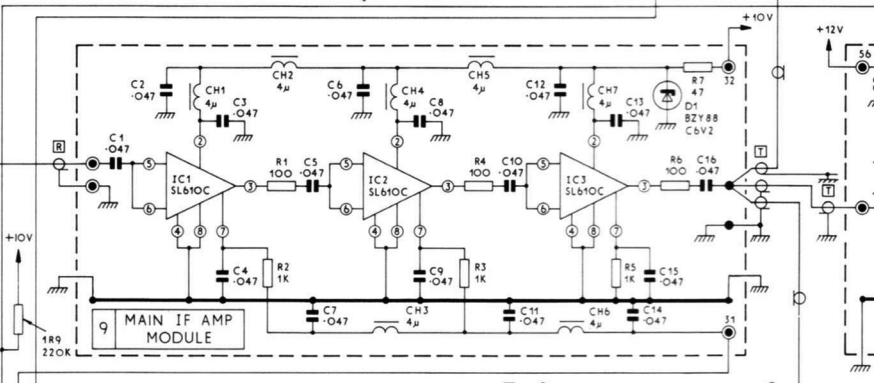 +10V
+12V
56
CH2
4μ
CH5
4μ
C2
.047
CH1
4μ
C3
.047
C6
.047
CH4
4μ
C8
.047
C12
.047
CH7
4μ
C13
.047
R7
47
32
D1
BZY88
C6V2
R
C1
.047
2
2
2
T
5
IC1
SL610C
3
R1
100
C5
.047
5
IC2
SL610C
3
R4
100
C10
.047
5
IC3
SL610C
3
R6
100
C16
.047
T
6
6
6
4
8
7
4
8
7
4
8
7
+10V
C4
.047
R2
1K
C9
.047
R3
1K
R5
1K
C15
.047
9
MAIN IF AMP
MODULE
C7
.047
CH3
4μ
C11
.047
CH6
4μ
C14
.047
31
1R9
220K